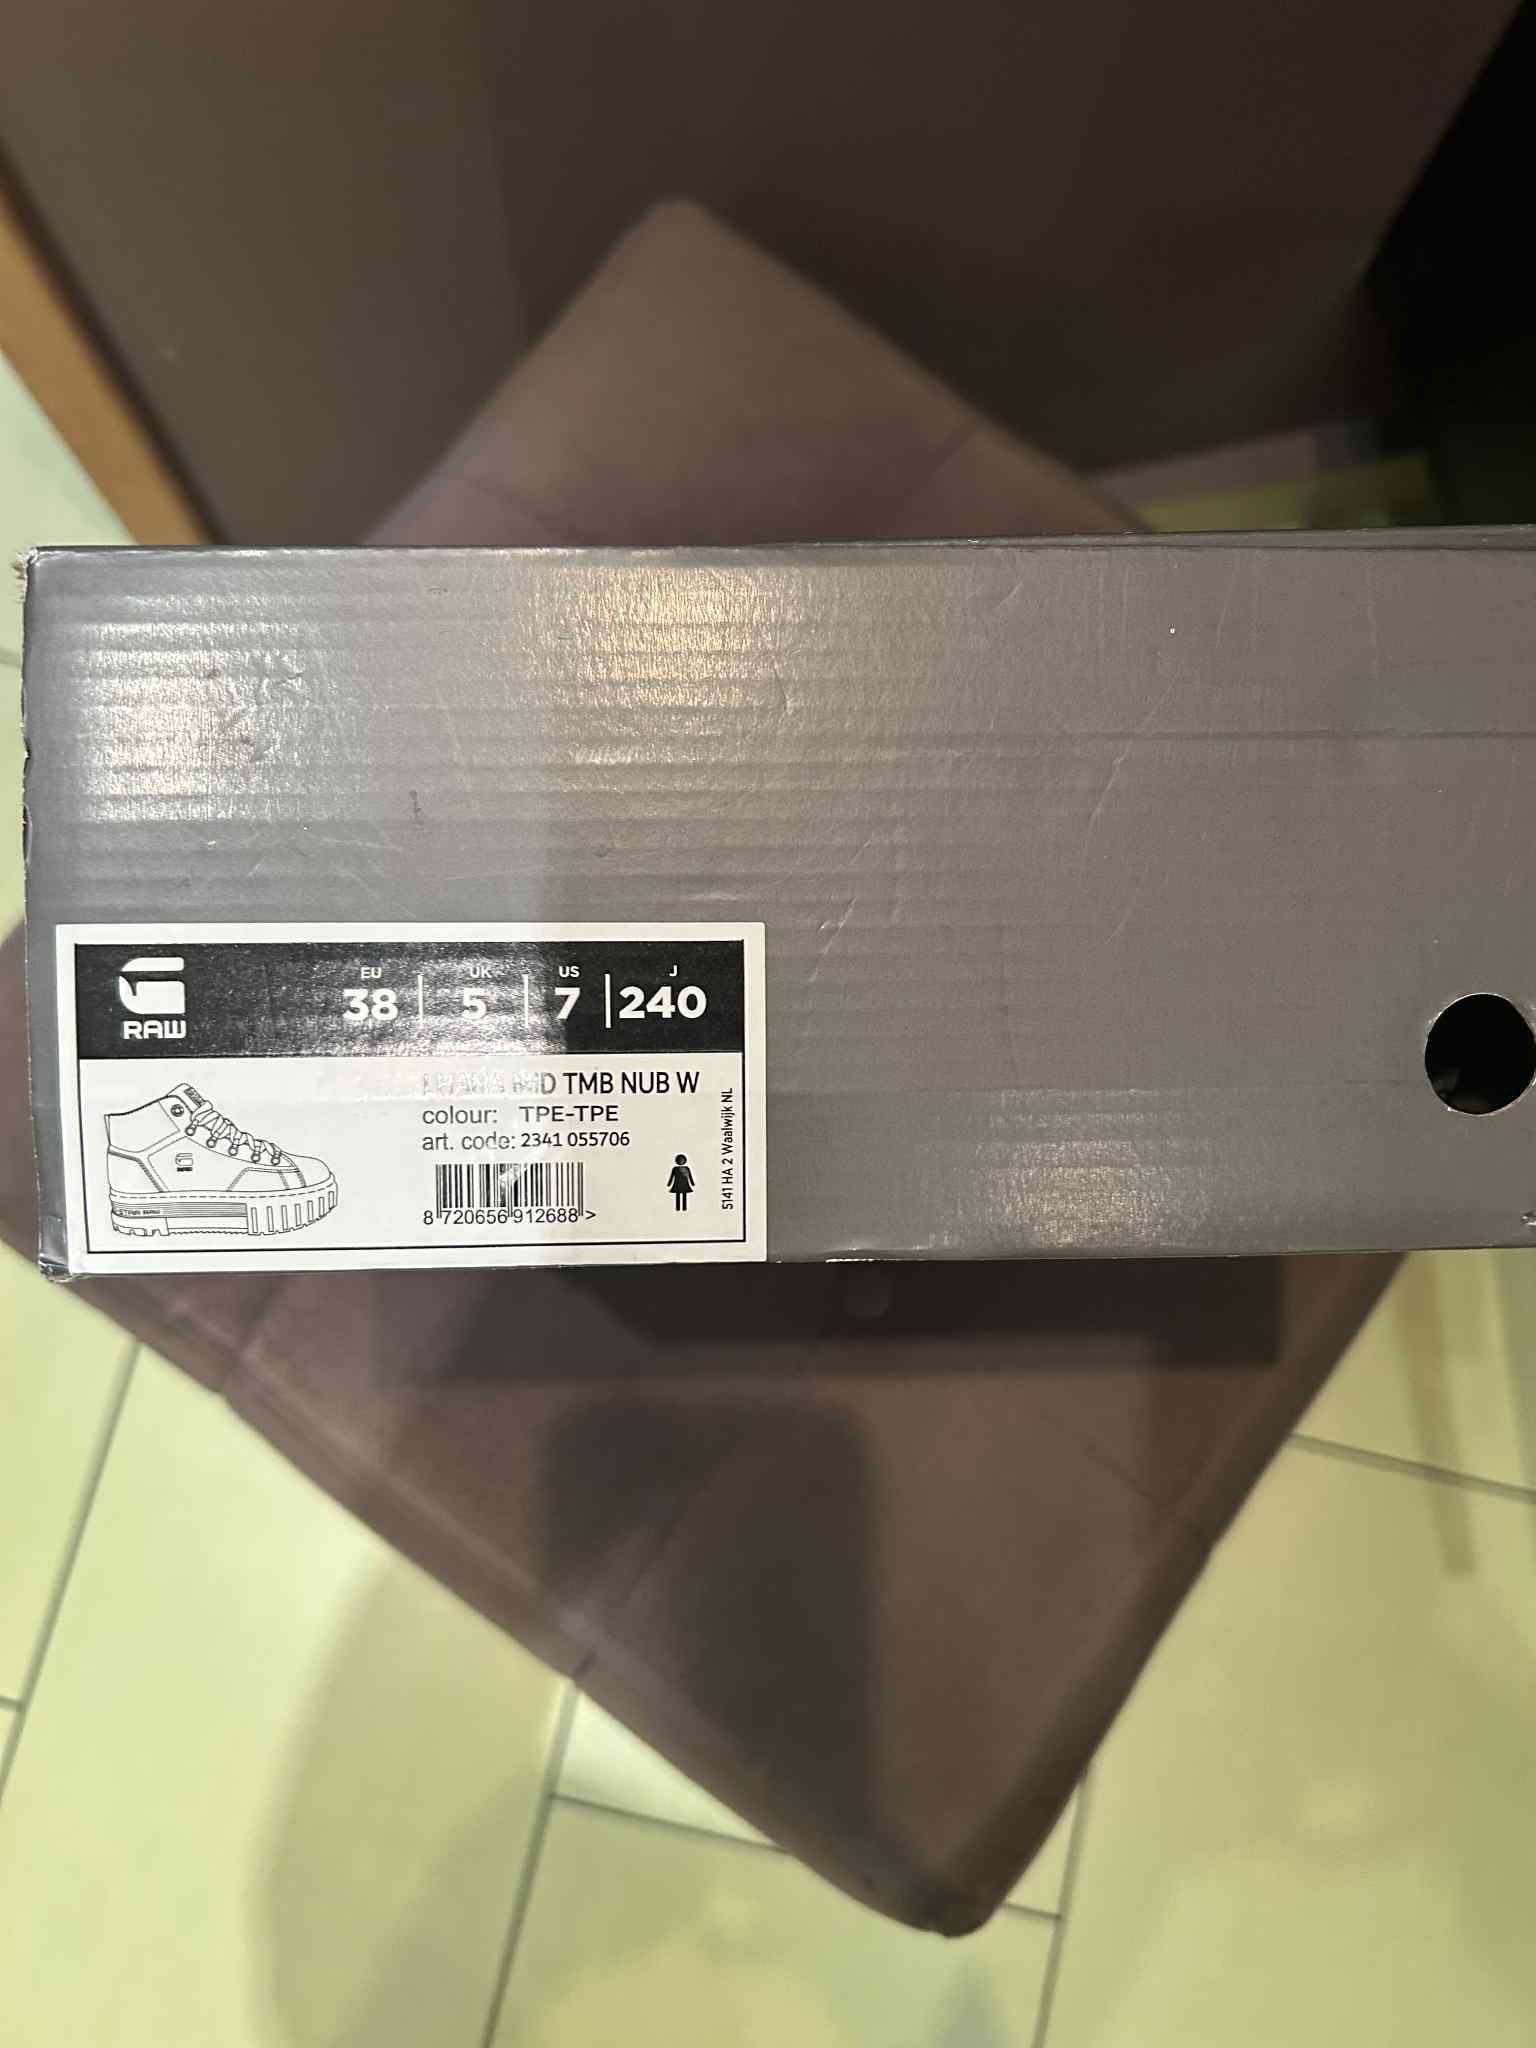 EU UK US J
38 5 7 240
RAW
MID TMB NUB W
colour: TPE-TPE
art. code: 2341 055706
8 720656 912688 >
5141 HA 2 Waalwijk NL